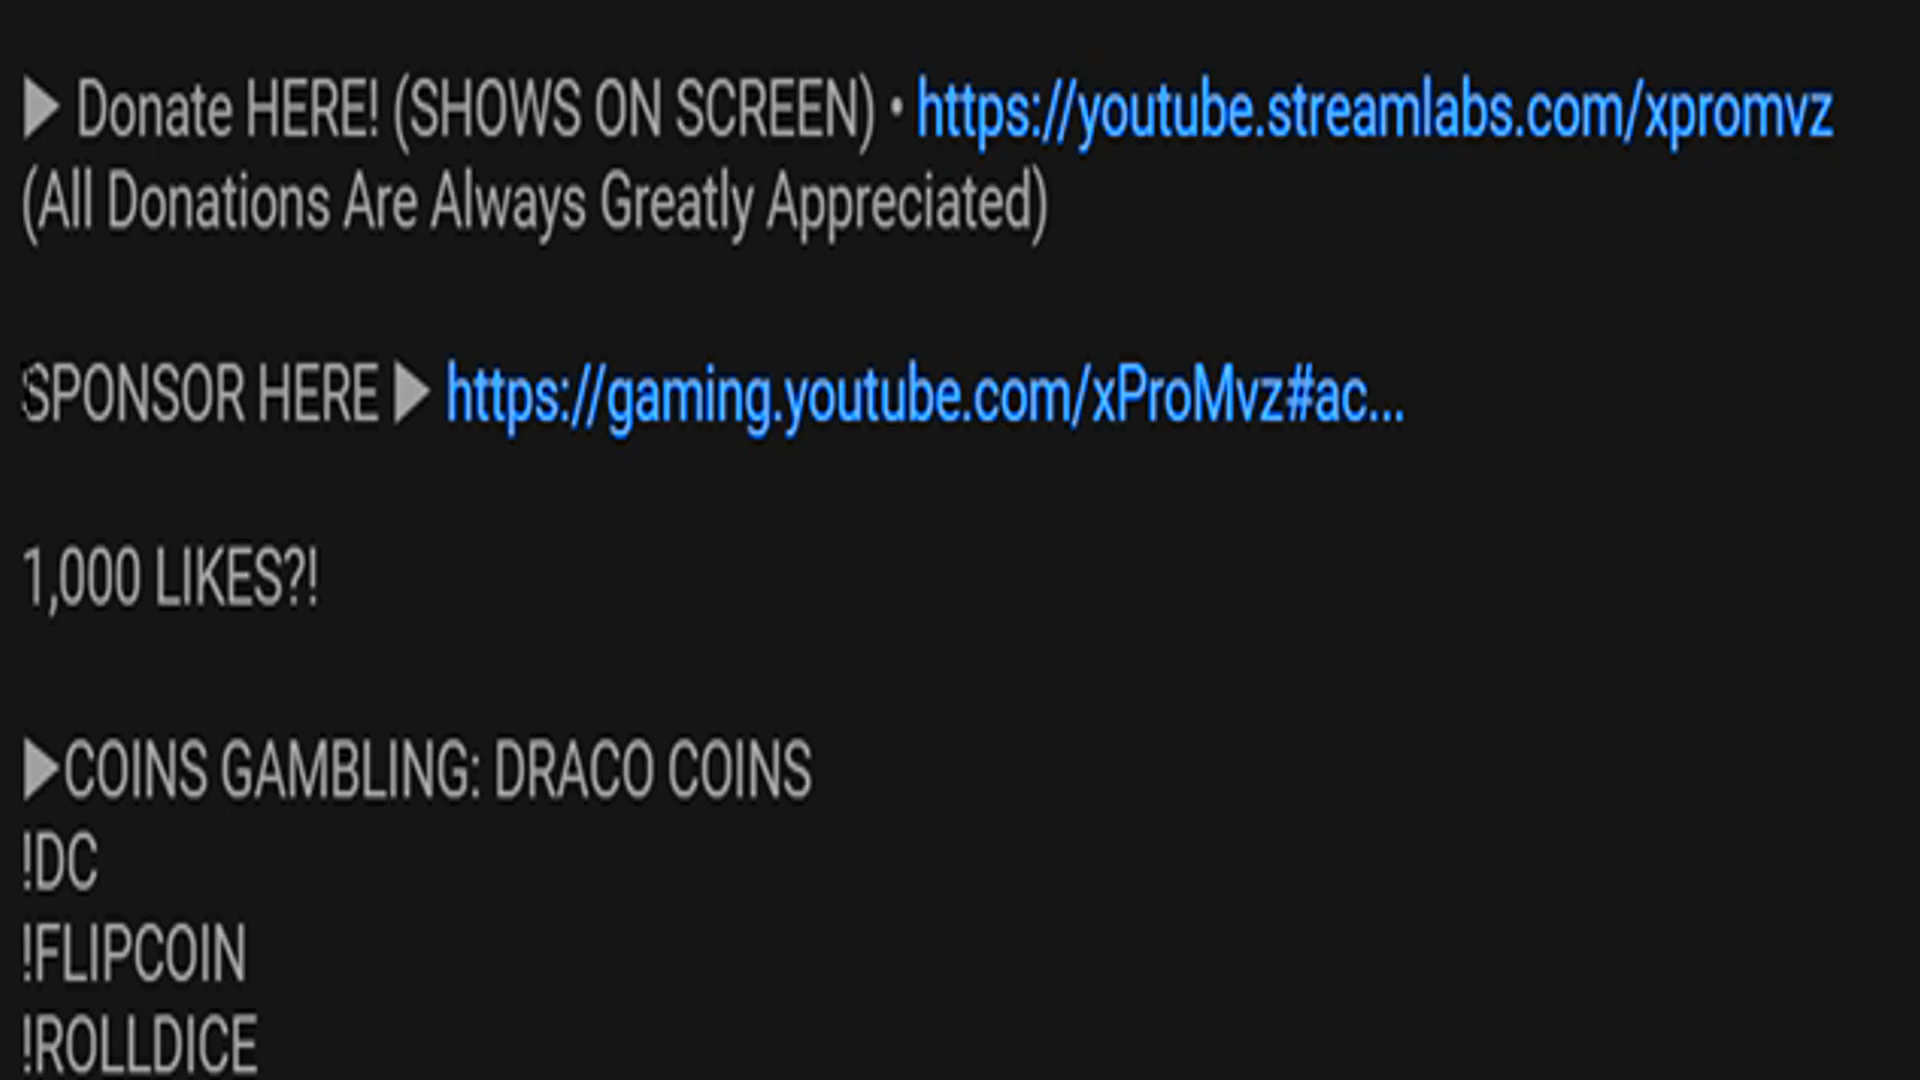 ▶ Donate HERE! (SHOWS ON SCREEN) • https://youtube.streamlabs.com/xpromvz
(All Donations Are Always Greatly Appreciated)
SPONSOR HERE ▶ https://gaming.youtube.com/xProMvz#ac...
1,000 LIKES?!
▶COINS GAMBLING: DRACO COINS
!DC
!FLIPCOIN
!ROLLDICE